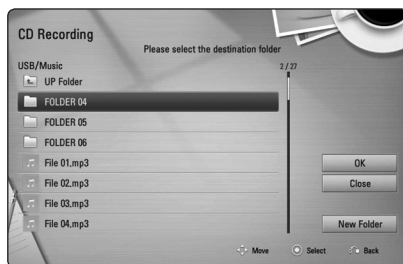 CD Recording
Please select the destination folder
USB/Music
2 / 27
UP Folder
FOLDER 04
FOLDER 05
FOLDER 06
File 01.mp3
OK
File 02.mp3
Close
File 03.mp3
File 04.mp3
New Folder
Move Select Back